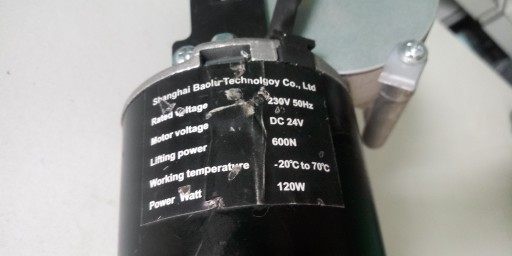 Shanghai Baolu Technolgoy Co., Ltd
Rated voltage 230V 50Hz
Motor voltage DC 24V
Lifting power 600N
Working temperature -20℃ to 70℃
Power Watt 120W